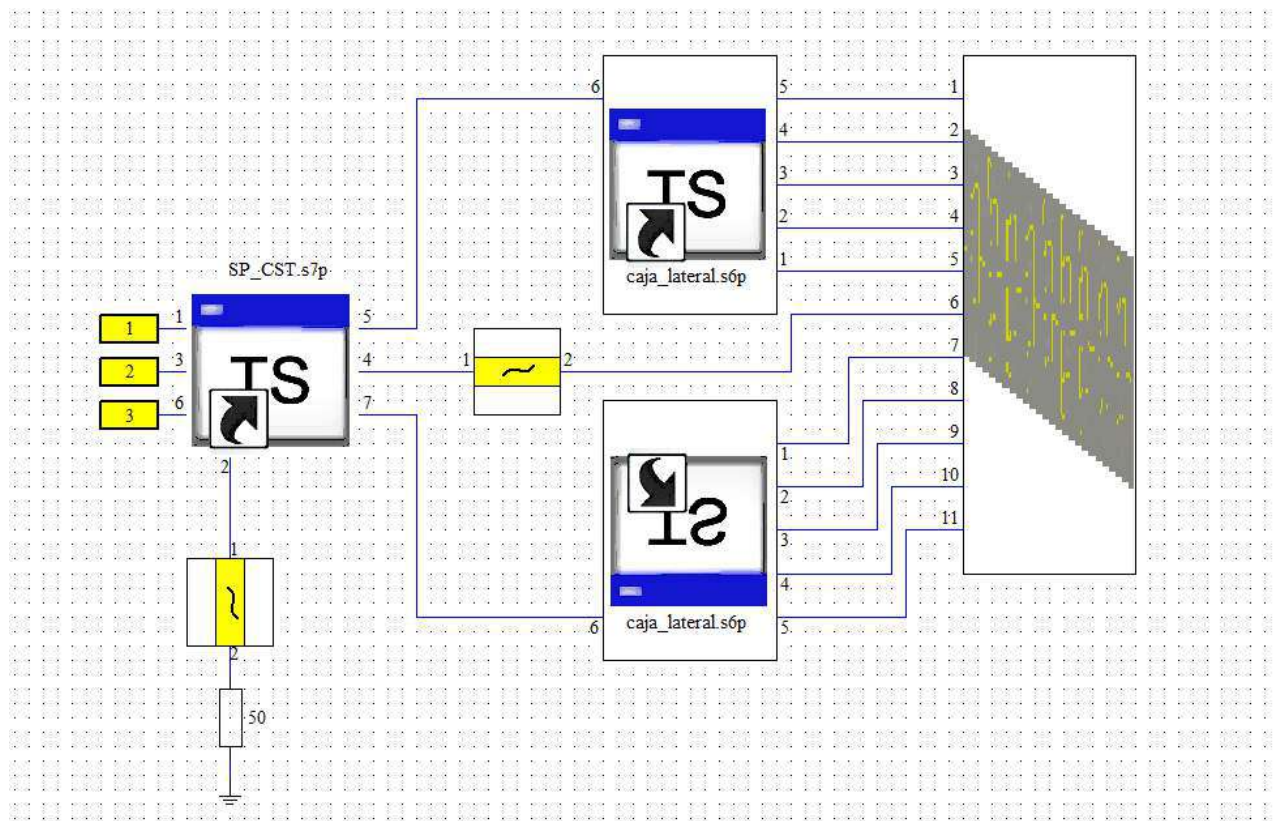 6 5 1
4 2
TS 3 3
2 4
caja_lateral.s6p 1 5
SP_CST.s7p
6
1 1 5
7
2 3 TS 4 1 2
8
3 6 7
9
1
2 10
2
TS 3 11
4
1
caja_lateral.s6p
6 5
2
50